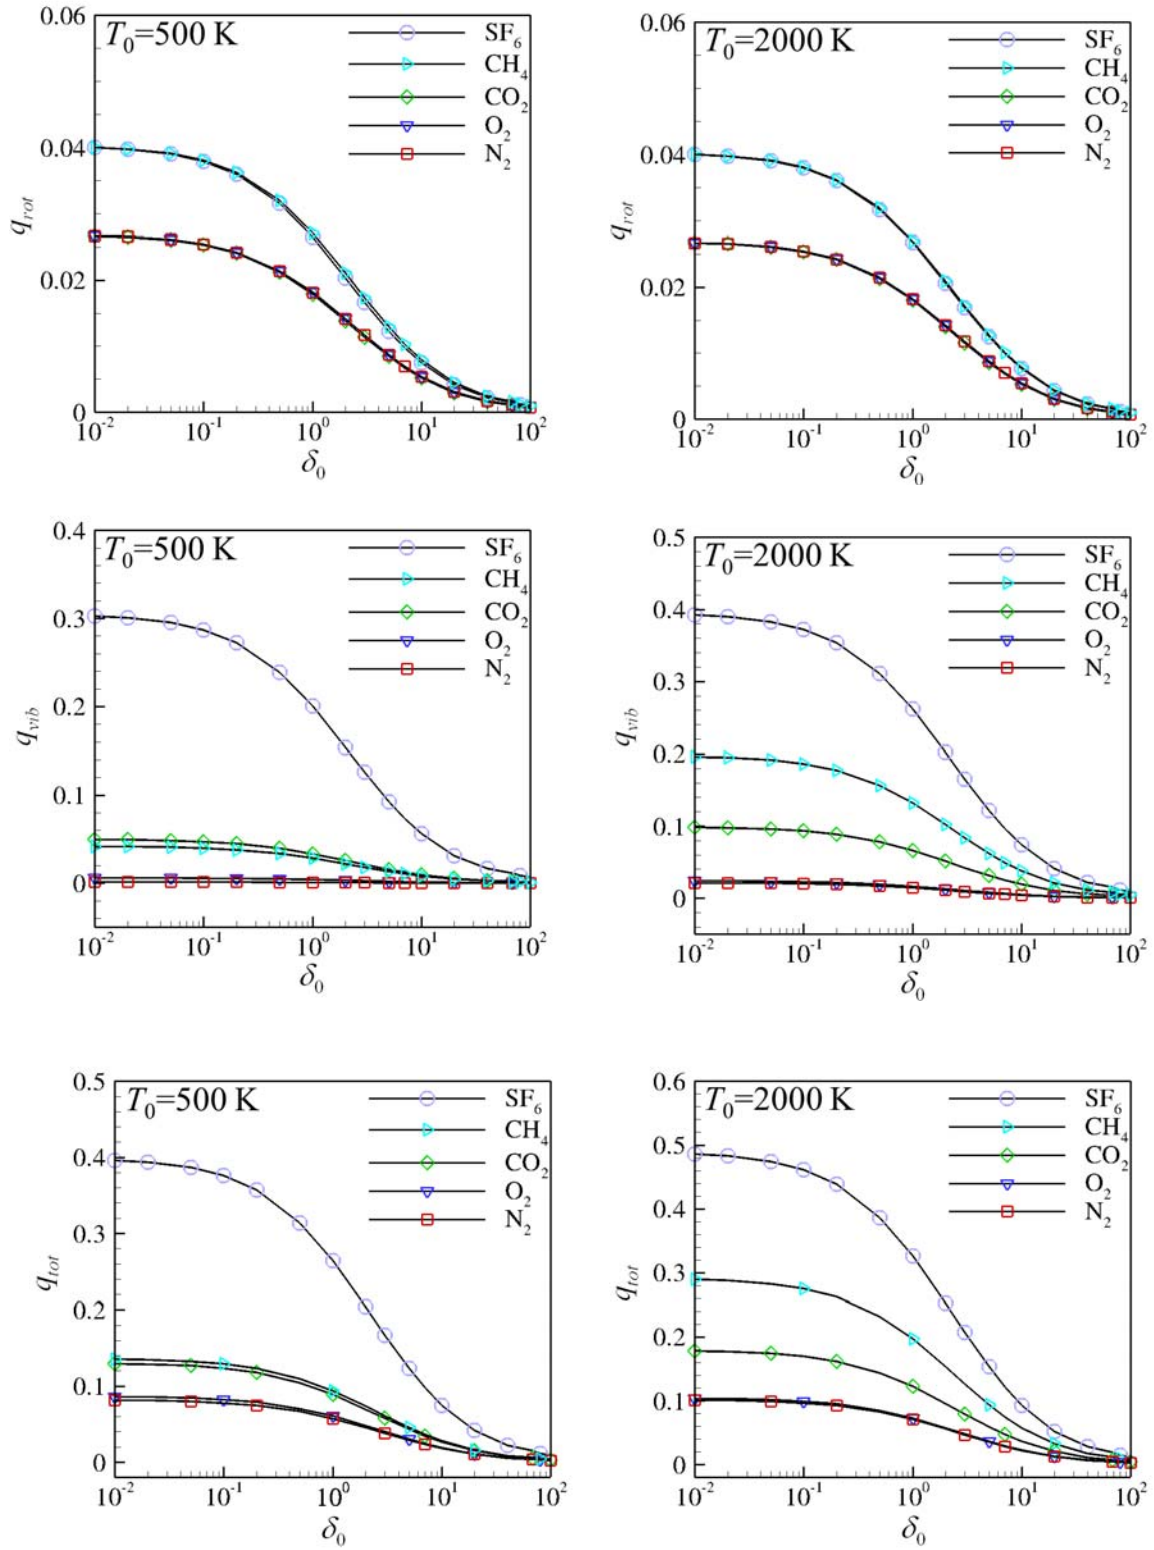 0.06
T₀=500 K
SF₆
CH₄
CO₂
O₂
N₂
0.04
0.02
0
q_rot
10⁻² 10⁻¹ 10⁰ 10¹ 10²
δ₀
0.06
T₀=2000 K
SF₆
CH₄
CO₂
O₂
N₂
0.04
0.02
0
q_rot
10⁻² 10⁻¹ 10⁰ 10¹ 10²
δ₀
0.4
T₀=500 K
SF₆
CH₄
CO₂
O₂
N₂
0.3
0.2
0.1
0
q_vib
10⁻² 10⁻¹ 10⁰ 10¹ 10²
δ₀
0.5
T₀=2000 K
SF₆
CH₄
CO₂
O₂
N₂
0.4
0.3
0.2
0.1
0
q_vib
10⁻² 10⁻¹ 10⁰ 10¹ 10²
δ₀
0.5
T₀=500 K
SF₆
CH₄
CO₂
O₂
N₂
0.4
0.3
0.2
0.1
0
q_tot
10⁻² 10⁻¹ 10⁰ 10¹ 10²
δ₀
0.6
T₀=2000 K
SF₆
CH₄
CO₂
O₂
N₂
0.5
0.4
0.3
0.2
0.1
0
q_tot
10⁻² 10⁻¹ 10⁰ 10¹ 10²
δ₀